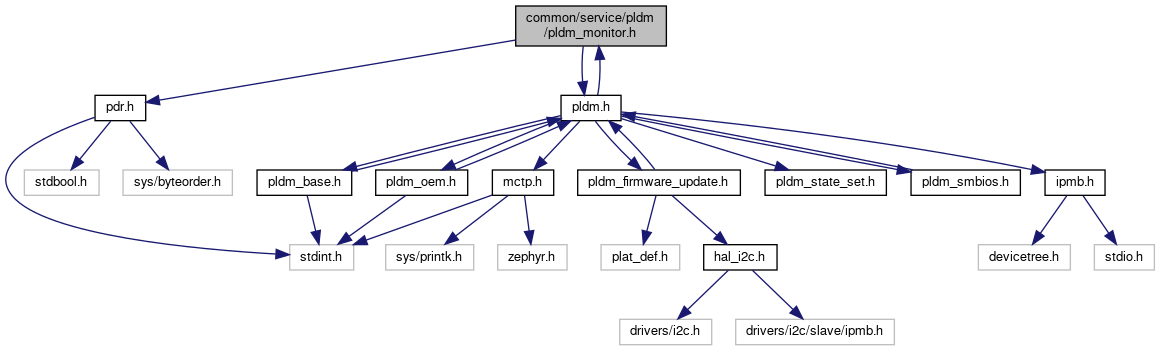 common/service/pldm
/pldm_monitor.h
pdr.h
pldm.h
stdbool.h
sys/byteorder.h
pldm_base.h
pldm_oem.h
mctp.h
pldm_firmware_update.h
pldm_state_set.h
pldm_smbios.h
ipmb.h
stdint.h
sys/printk.h
zephyr.h
plat_def.h
hal_i2c.h
devicetree.h
stdio.h
drivers/i2c.h
drivers/i2c/slave/ipmb.h